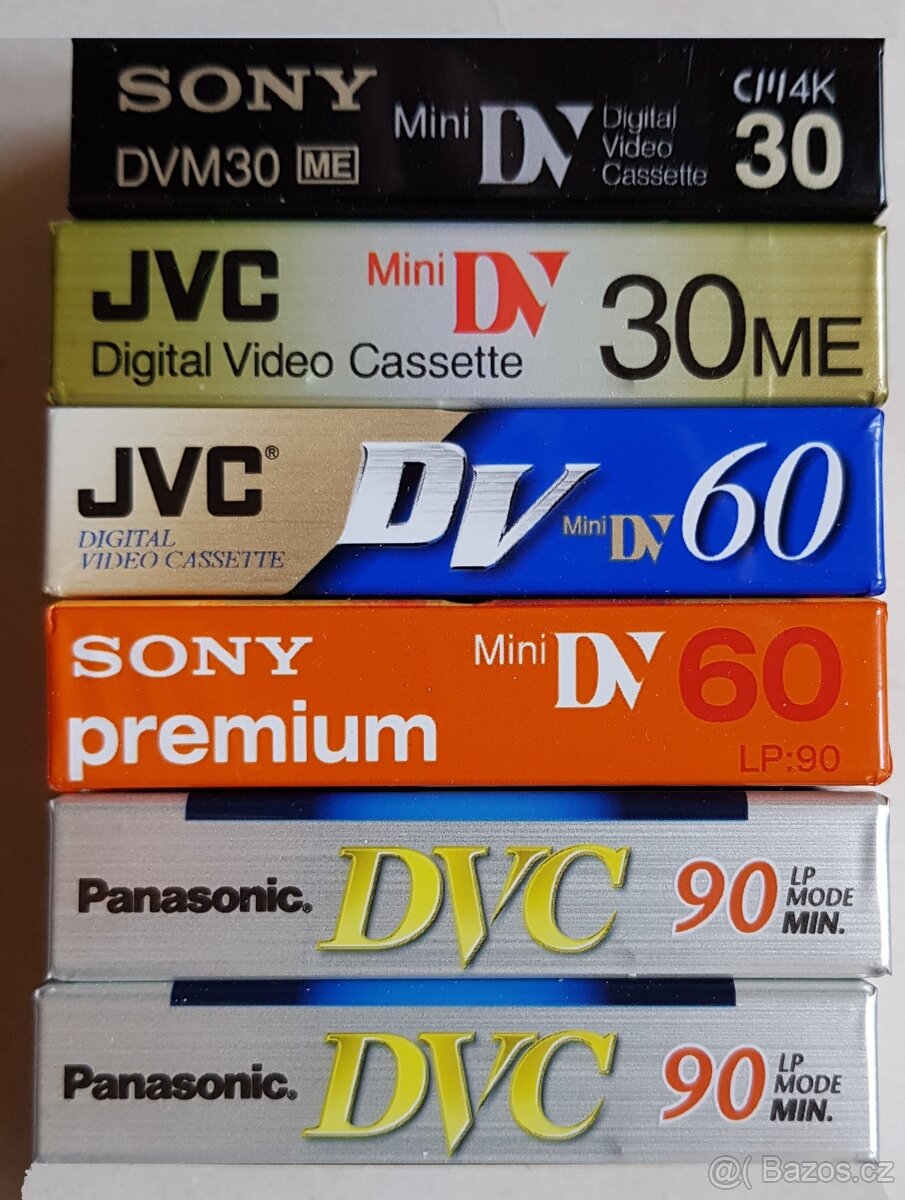 SONY
DVM30 ME
Mini DV
Digital
Video
Cassette
4K
30
JVC
Digital Video Cassette
Mini DV
30ME
JVC®
DIGITAL
VIDEO CASSETTE
DV
Mini DV
60
SONY
premium
Mini DV
60
LP:90
Panasonic.
DVC
90
LP
MODE
MIN.
Panasonic.
DVC
90
LP
MODE
MIN.
@( Bazos.cz